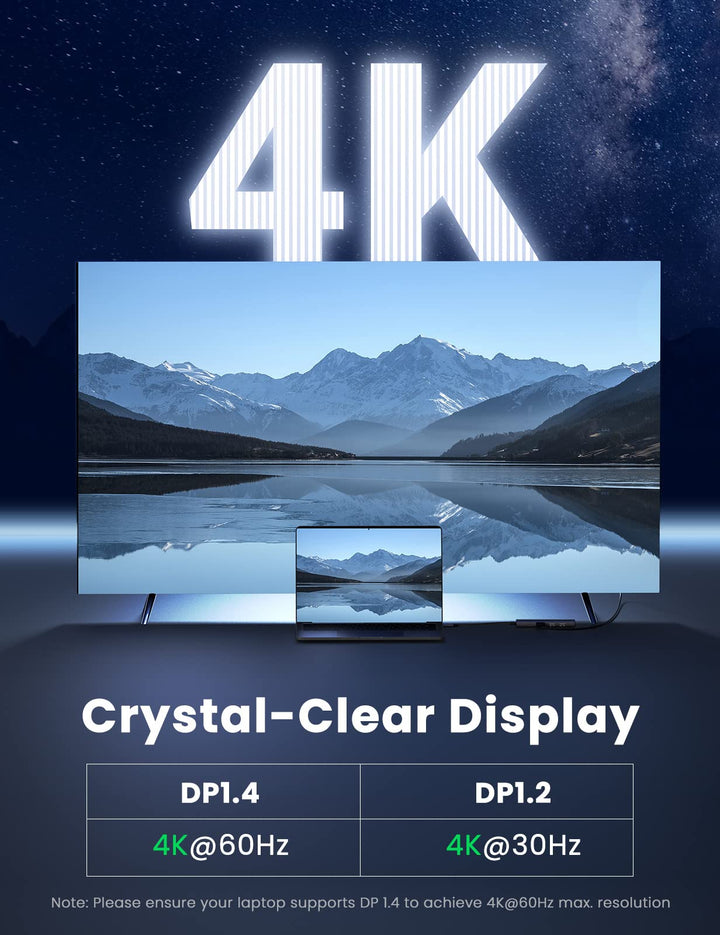 4K
Crystal-Clear Display
DP1.4 DP1.2
4K@60Hz 4K@30Hz
Note: Please ensure your laptop supports DP 1.4 to achieve 4K@60Hz max. resolution